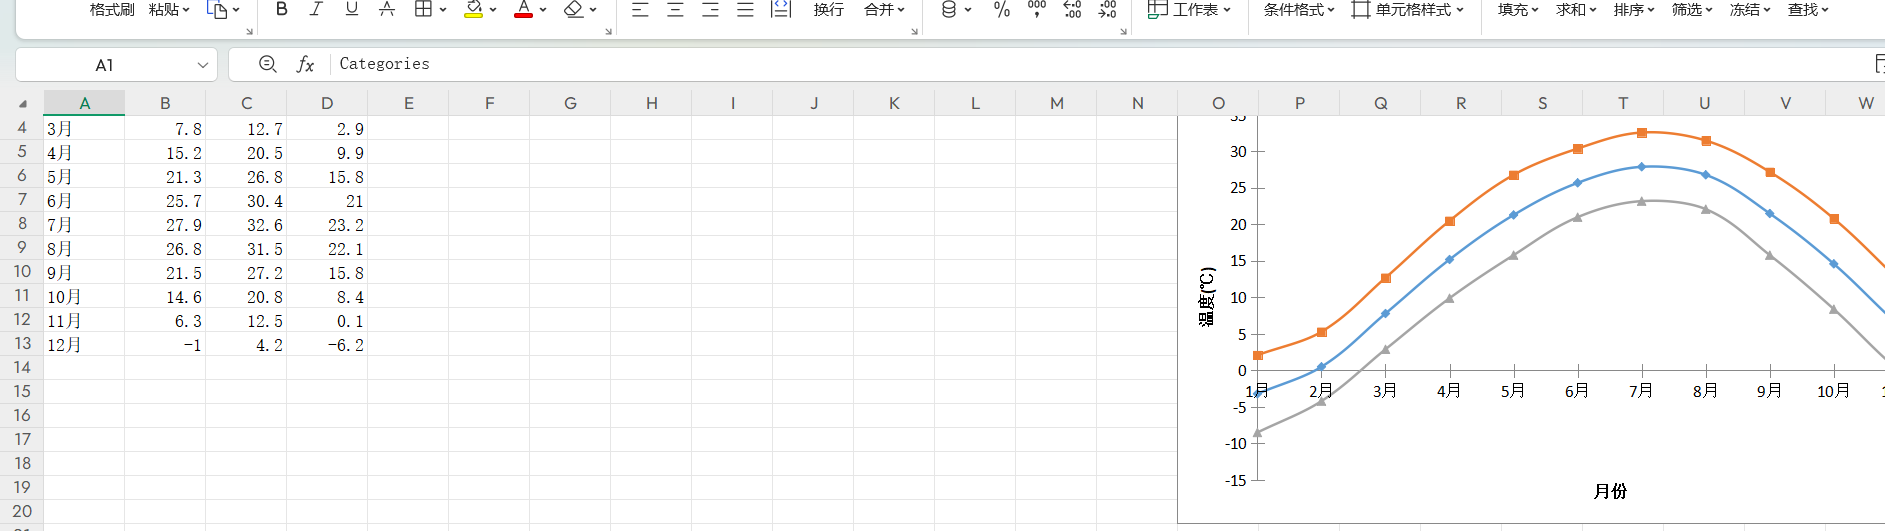 格式刷 粘贴 B I U A A 换行 合并 % 000 .00 .00 工作表 条件格式 单元格样式 填充 求和 排序 筛选 冻结 查找
A1 fx Categories
A B C D E F G H I J K L M N O P Q R S T U V W
4 3月 7.8 12.7 2.9
5 4月 15.2 20.5 9.9
6 5月 21.3 26.8 15.8
7 6月 25.7 30.4 21
8 7月 27.9 32.6 23.2
9 8月 26.8 31.5 22.1
10 9月 21.5 27.2 15.8
11 10月 14.6 20.8 8.4
12 11月 6.3 12.5 0.1
13 12月 -1 4.2 -6.2
14
15
16
17
18
19
20
35
30
25
20
15
10
5
0
-5
-10
-15
温度(℃)
1月 2月 3月 4月 5月 6月 7月 8月 9月 10月
月份